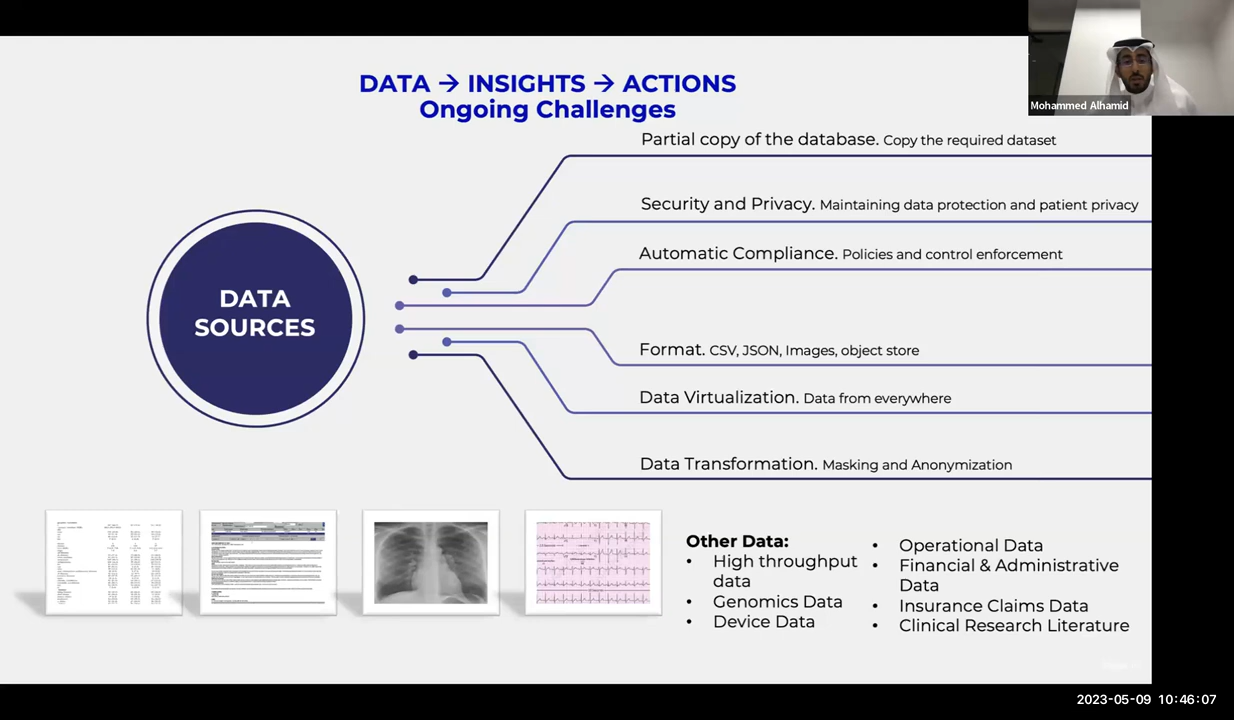 DATA → INSIGHTS → ACTIONS
Ongoing Challenges
Mohammed Alhamid
Partial copy of the database. Copy the required dataset
Security and Privacy. Maintaining data protection and patient privacy
Automatic Compliance. Policies and control enforcement
DATA
SOURCES
Format. CSV, JSON, Images, object store
Data Virtualization. Data from everywhere
Data Transformation. Masking and Anonymization
Other Data:
• High throughput
data
• Genomics Data
• Device Data
• Operational Data
• Financial & Administrative
Data
• Insurance Claims Data
• Clinical Research Literature
2023-05-09 10:46:07